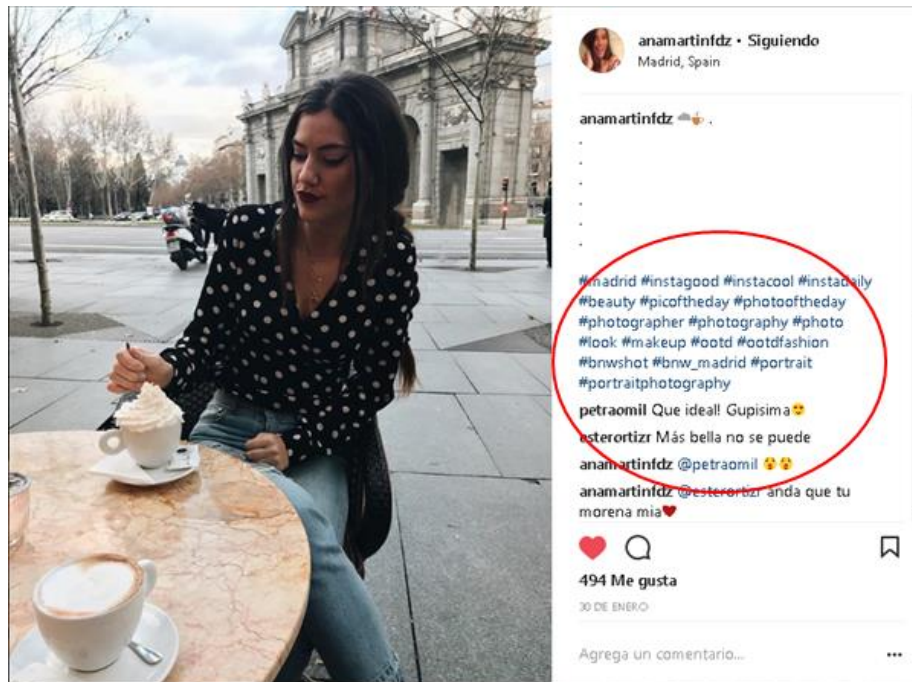 anamartinfdz • Siguiendo
Madrid, Spain
anamartinfdz ☁️☕ .
.
.
.
.
.
.
#madrid #instagood #instacool #instadaily
#beauty #picoftheday #photooftheday
#photographer #photography #photo
#look #makeup #ootd #ootdfashion
#bnwshot #bnw_madrid #portrait
#portraitphotography
petraomil Que ideal! Gupisima😍
esterortizr Más bella no se puede
anamartinfdz @petraomil 😲😲
anamartinfdz @esterortizr anda que tu
morena mia❤️
494 Me gusta
30 DE ENERO
Agrega un comentario...